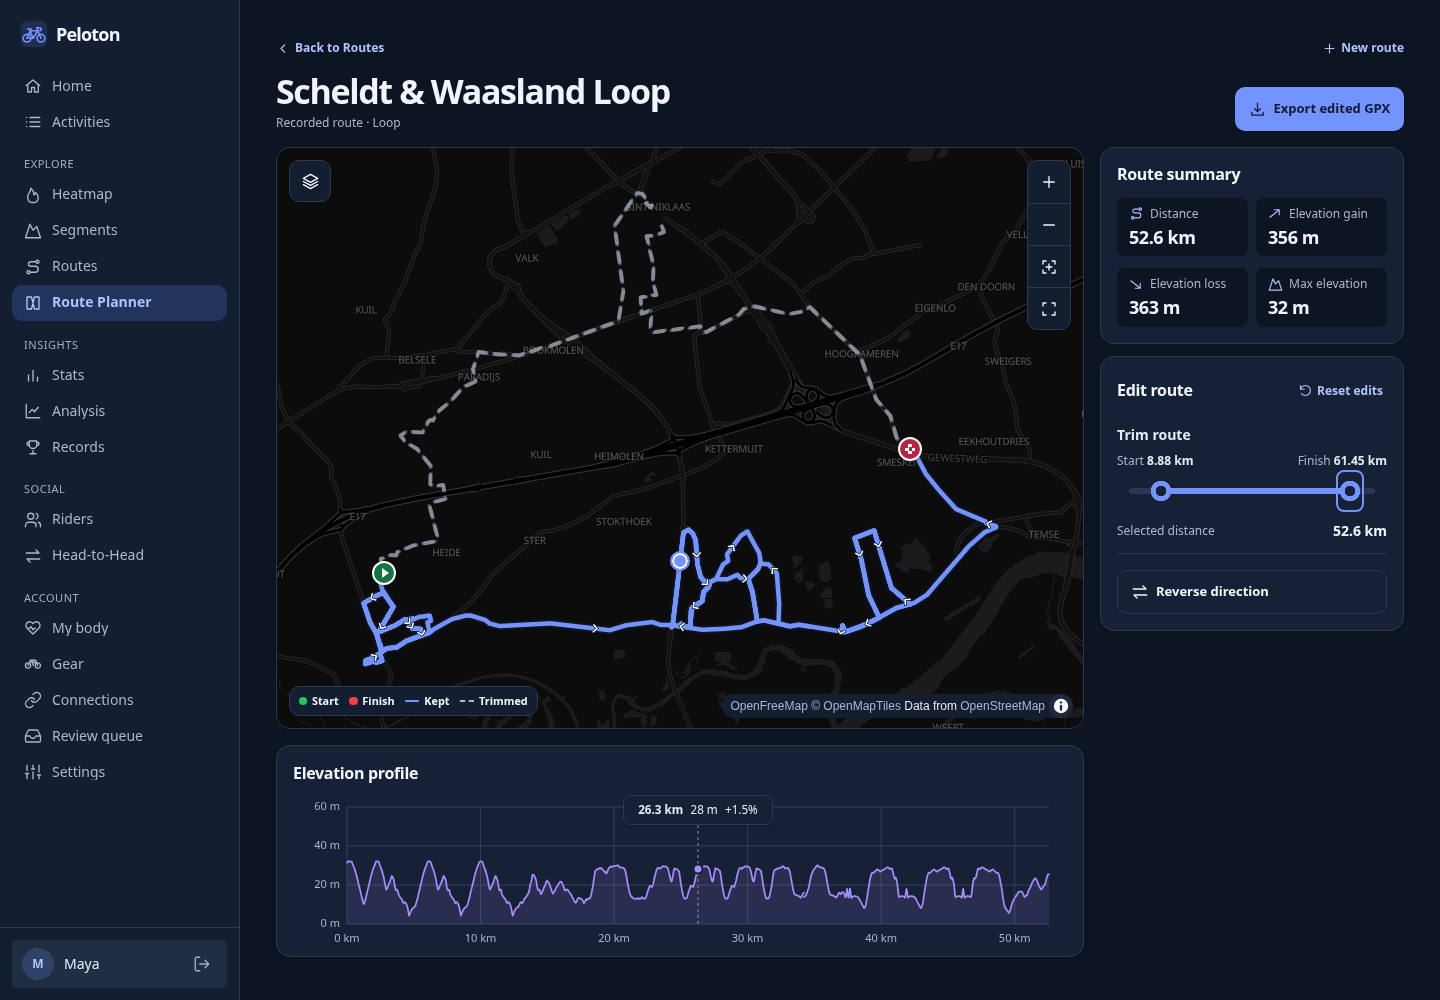 Peloton
Home
Activities
EXPLORE
Heatmap
Segments
Routes
Route Planner
INSIGHTS
Stats
Analysis
Records
SOCIAL
Riders
Head-to-Head
ACCOUNT
My body
Gear
Connections
Review queue
Settings
M Maya
Back to Routes
New route
Scheldt & Waasland Loop
Recorded route · Loop
Export edited GPX
VALK
KUIL
BELSELE
BOOKMOLEN
PARADIJS
DEN DOORN
EIGENLO
HOOGKAMEREN
E17
SWEIGERS
KUIL
HEIMOLEN
KETTERMUIT
EEKHOUTDRIES
GEWESTWEG
E17
STOKTHOEK
STER
HEIDE
TEMSE
WEERT
Start Finish Kept Trimmed
OpenFreeMap © OpenMapTiles Data from OpenStreetMap
Elevation profile
26.3 km 28 m +1.5%
60 m
40 m
20 m
0 m
0 km 10 km 20 km 30 km 40 km 50 km
Route summary
Distance
52.6 km
Elevation gain
356 m
Elevation loss
363 m
Max elevation
32 m
Edit route
Reset edits
Trim route
Start 8.88 km Finish 61.45 km
Selected distance 52.6 km
Reverse direction